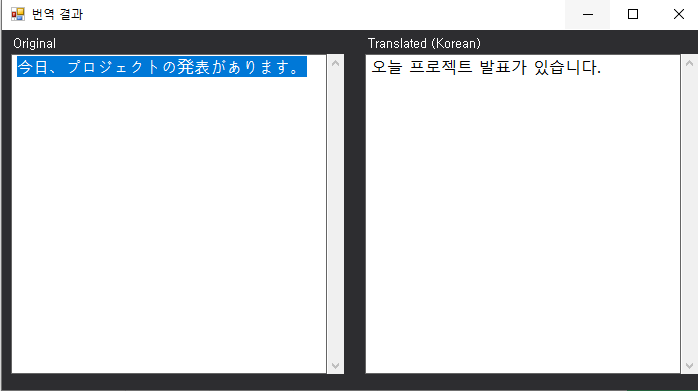 번역 결과
Original
Translated (Korean)
今日、プロジェクトの発表があります。
오늘 프로젝트 발표가 있습니다.